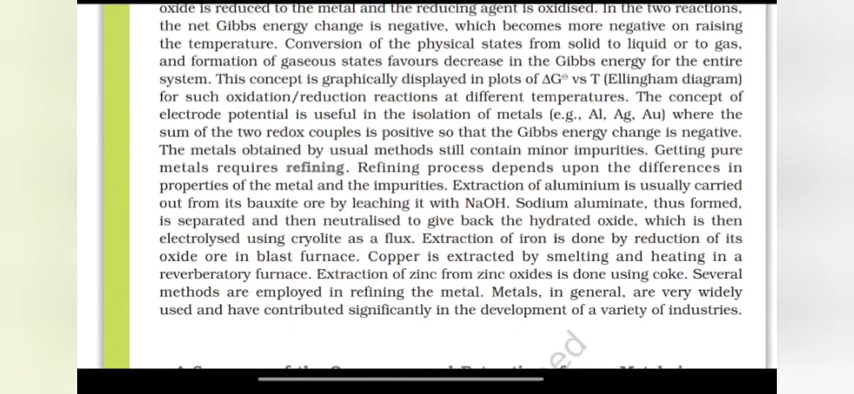 oxide is reduced to the metal and the reducing agent is oxidised. In the two reactions,
the net Gibbs energy change is negative, which becomes more negative on raising
the temperature. Conversion of the physical states from solid to liquid or to gas,
and formation of gaseous states favours decrease in the Gibbs energy for the entire
system. This concept is graphically displayed in plots of ΔG⊖ vs T (Ellingham diagram)
for such oxidation/reduction reactions at different temperatures. The concept of
electrode potential is useful in the isolation of metals (e.g., Al, Ag, Au) where the
sum of the two redox couples is positive so that the Gibbs energy change is negative.
The metals obtained by usual methods still contain minor impurities. Getting pure
metals requires refining. Refining process depends upon the differences in
properties of the metal and the impurities. Extraction of aluminium is usually carried
out from its bauxite ore by leaching it with NaOH. Sodium aluminate, thus formed,
is separated and then neutralised to give back the hydrated oxide, which is then
electrolysed using cryolite as a flux. Extraction of iron is done by reduction of its
oxide ore in blast furnace. Copper is extracted by smelting and heating in a
reverberatory furnace. Extraction of zinc from zinc oxides is done using coke. Several
methods are employed in refining the metal. Metals, in general, are very widely
used and have contributed significantly in the development of a variety of industries.
ed